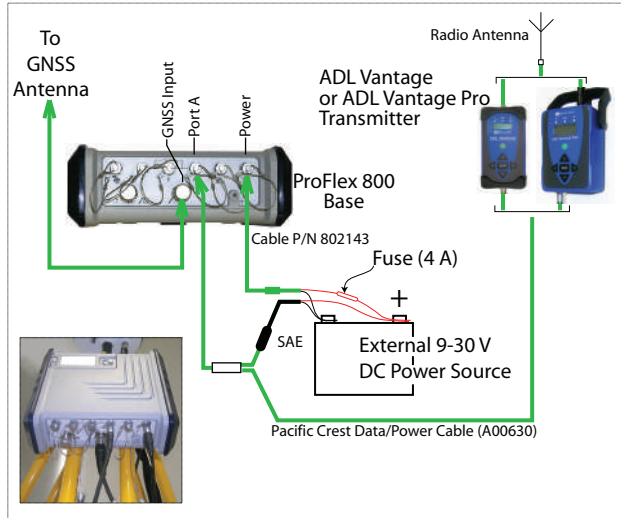 To
GNSS
Antenna
GNSS Input
Port A
Power
Radio Antenna
ADL Vantage
or ADL Vantage Pro
Transmitter
ProFlex 800
Base
Cable P/N 802143
Fuse (4 A)
+
SAE
External 9-30 V
DC Power Source
Pacific Crest Data/Power Cable (A00630)